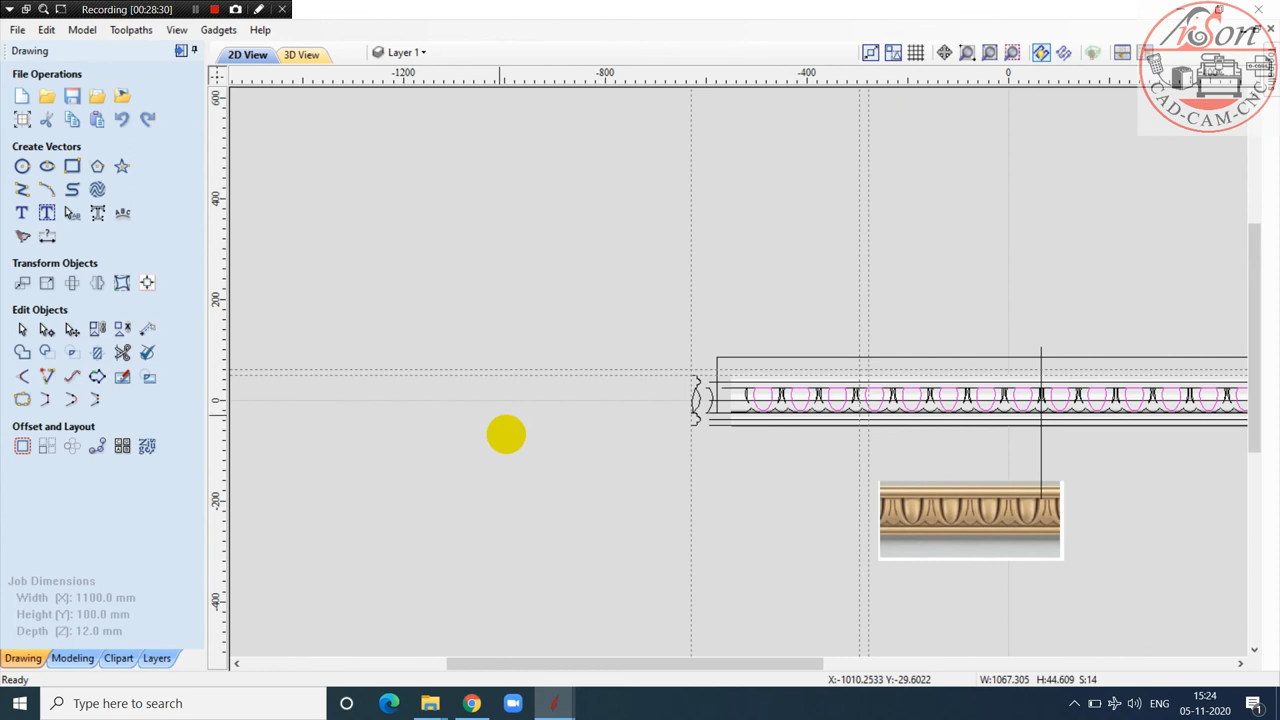 Recording [00:28:30]
File Edit Model Toolpaths View Gadgets Help
Drawing
2D View 3D View Layer 1
File Operations
Create Vectors
Transform Objects
Edit Objects
Offset and Layout
Job Dimensions
Width (X): 1100.0 mm
Height (Y): 100.0 mm
Depth (Z): 12.0 mm
Drawing Modeling Clipart Layers
Ready
-1200 -800 -400 0
600
400
200
0
-200
-400
X:-1010.2533 Y:-29.6022 W:1067.305 H:44.609 S:14
CAD-CAM-CNC
Type here to search
ENG
15:24
05-11-2020